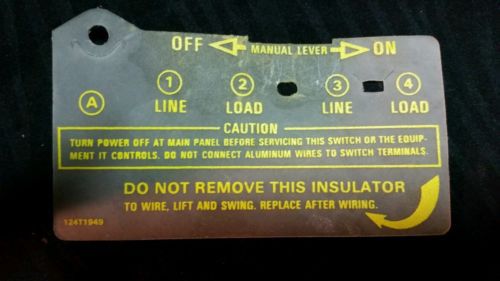 OFF MANUAL LEVER ON
1 2 3 4
A LINE LOAD LINE LOAD
CAUTION
TURN POWER OFF AT MAIN PANEL BEFORE SERVICING THIS SWITCH OR THE EQUIP-
MENT IT CONTROLS. DO NOT CONNECT ALUMINUM WIRES TO SWITCH TERMINALS.
DO NOT REMOVE THIS INSULATOR
TO WIRE, LIFT AND SWING. REPLACE AFTER WIRING.
124T1949